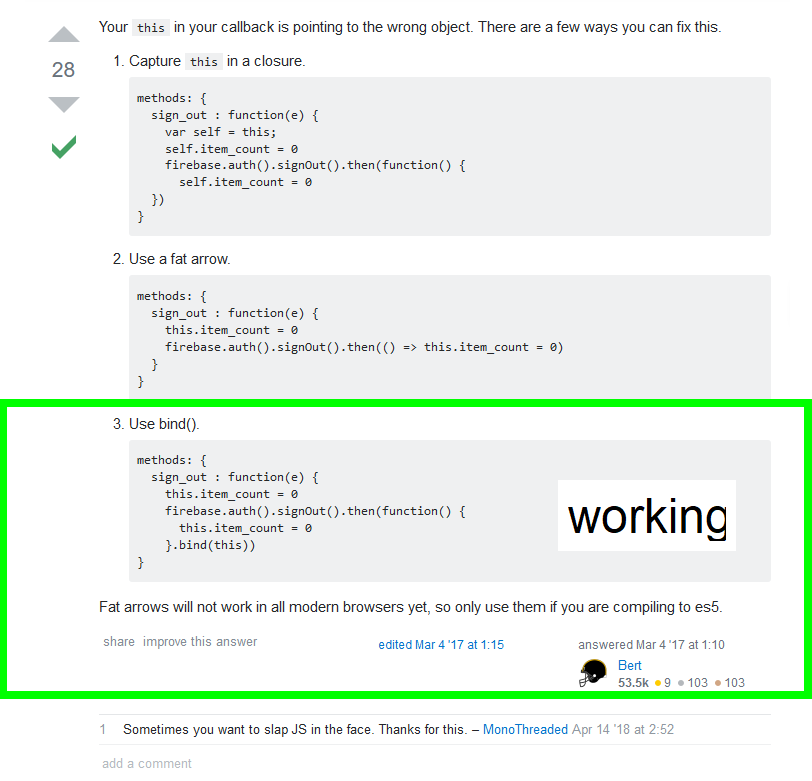 Your this in your callback is pointing to the wrong object. There are a few ways you can fix this.
28
1. Capture this in a closure.
methods: {
  sign_out : function(e) {
    var self = this;
    self.item_count = 0
    firebase.auth().signOut().then(function() {
      self.item_count = 0
  })
}
2. Use a fat arrow.
methods: {
  sign_out : function(e) {
    this.item_count = 0
    firebase.auth().signOut().then(() => this.item_count = 0)
  }
}
3. Use bind().
methods: {
  sign_out : function(e) {
    this.item_count = 0
    firebase.auth().signOut().then(function() {
      this.item_count = 0
    }.bind(this))
}
working
Fat arrows will not work in all modern browsers yet, so only use them if you are compiling to es5.
share improve this answer
edited Mar 4 '17 at 1:15
answered Mar 4 '17 at 1:10
Bert
53.5k ●9 ●103 ●103
1 Sometimes you want to slap JS in the face. Thanks for this. – MonoThreaded Apr 14 '18 at 2:52
add a comment